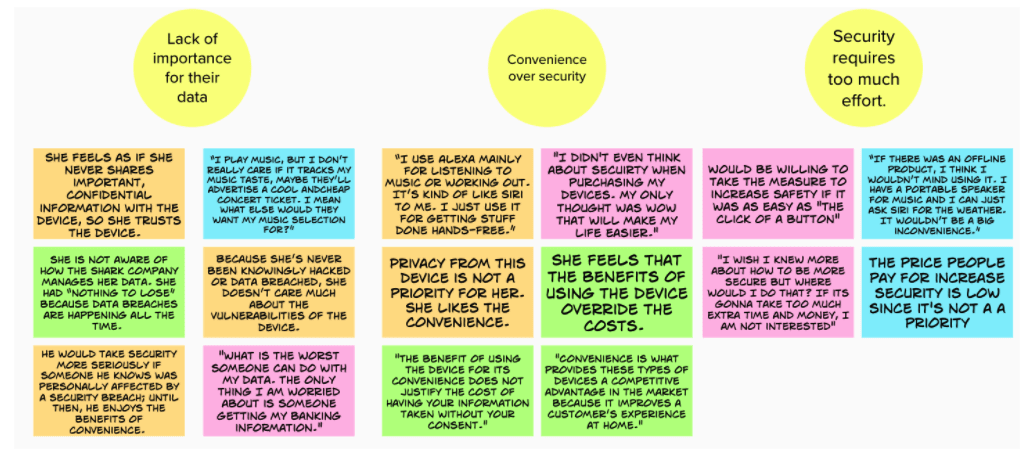 Lack of
importance
for their
data
Convenience
over security
Security
requires
too much
effort.
SHE FEELS AS IF SHE
NEVER SHARES
IMPORTANT,
CONFIDENTIAL
INFORMATION WITH THE
DEVICE, SO SHE TRUSTS
THE DEVICE.
"I PLAY MUSIC, BUT I DON'T
REALLY CARE IF IT TRACKS MY
MUSIC TASTE, MAYBE THEY'LL
ADVERTISE A COOL ANDCHEAP
CONCERT TICKET. I MEAN
WHAT ELSE WOULD THEY
WANT MY MUSIC SELECTION
FOR?"
SHE IS NOT AWARE OF
HOW THE SHARK COMPANY
MANAGES HER DATA. SHE
HAD "NOTHING TO LOSE"
BECAUSE DATA BREACHES
ARE HAPPENING ALL THE
TIME.
BECAUSE SHE'S NEVER
BEEN KNOWINGLY HACKED
OR DATA BREACHED, SHE
DOESN'T CARE MUCH
ABOUT THE
VULNERABILITIES OF THE
DEVICE.
HE WOULD TAKE SECURITY
MORE SERIOUSLY IF
SOMEONE HE KNOWS WAS
PERSONALLY AFFECTED BY
A SECURITY BREACH; UNTIL
THEN, HE ENJOYS THE
BENEFITS OF
CONVENIENCE.
"WHAT IS THE WORST
SOMEONE CAN DO WITH
MY DATA. THE ONLY
THING I AM WORRIED
ABOUT IS SOMEONE
GETTING MY BANKING
INFORMATION."
"I USE ALEXA MAINLY
FOR LISTENING TO
MUSIC OR WORKING OUT.
IT'S KIND OF LIKE SIRI
TO ME. I JUST USE IT
FOR GETTING STUFF
DONE HANDS-FREE."
"I DIDN'T EVEN THINK
ABOUT SECUIRTY WHEN
PURCHASING MY
DEVICES. MY ONLY
THOUGHT WAS WOW
THAT WILL MAKE MY
LIFE EASIER."
PRIVACY FROM THIS
DEVICE IS NOT A
PRIORITY FOR HER.
SHE LIKES THE
CONVENIENCE.
SHE FEELS THAT
THE BENEFITS OF
USING THE DEVICE
OVERRIDE THE
COSTS.
"THE BENEFIT OF USING
THE DEVICE FOR ITS
CONVENIENCE DOES NOT
JUSTIFY THE COST OF
HAVING YOUR INFORMATION
TAKEN WITHOUT YOUR
CONSENT."
"CONVENIENCE IS WHAT
PROVIDES THESE TYPES OF
DEVICES A COMPETITIVE
ADVANTAGE IN THE MARKET
BECAUSE IT IMPROVES A
CUSTOMER'S EXPERIENCE
AT HOME."
WOULD BE WILLING TO
TAKE THE MEASURE TO
INCREASE SAFETY IF IT
WAS AS EASY AS "THE
CLICK OF A BUTTON"
"IF THERE WAS AN OFFLINE
PRODUCT, I THINK I
WOULDN'T MIND USING IT. I
HAVE A PORTABLE SPEAKER
FOR MUSIC AND I CAN JUST
ASK SIRI FOR THE WEATHER.
IT WOULDN'T BE A BIG
INCONVENIENCE."
"I WISH I KNEW MORE
ABOUT HOW TO BE MORE
SECURE BUT WHERE
WOULD I DO THAT? IF ITS
GONNA TAKE TOO MUCH
EXTRA TIME AND MONEY, I
AM NOT INTERESTED"
THE PRICE PEOPLE
PAY FOR INCREASE
SECURITY IS LOW
SINCE IT'S NOT A A
PRIORITY